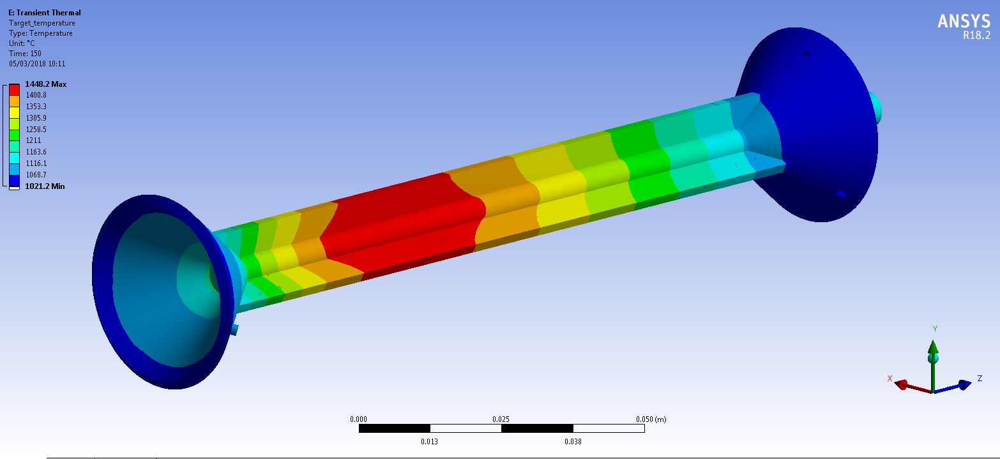 E: Transient Thermal
Target_temperature
Type: Temperature
Unit: °C
Time: 150
05/03/2018 10:11
ANSYS
R18.2
1448.2 Max
1400.8
1353.3
1305.9
1258.5
1211
1163.6
1116.1
1068.7
1021.2 Min
Y
X
Z
0.000
0.025
0.050 (m)
0.013
0.038